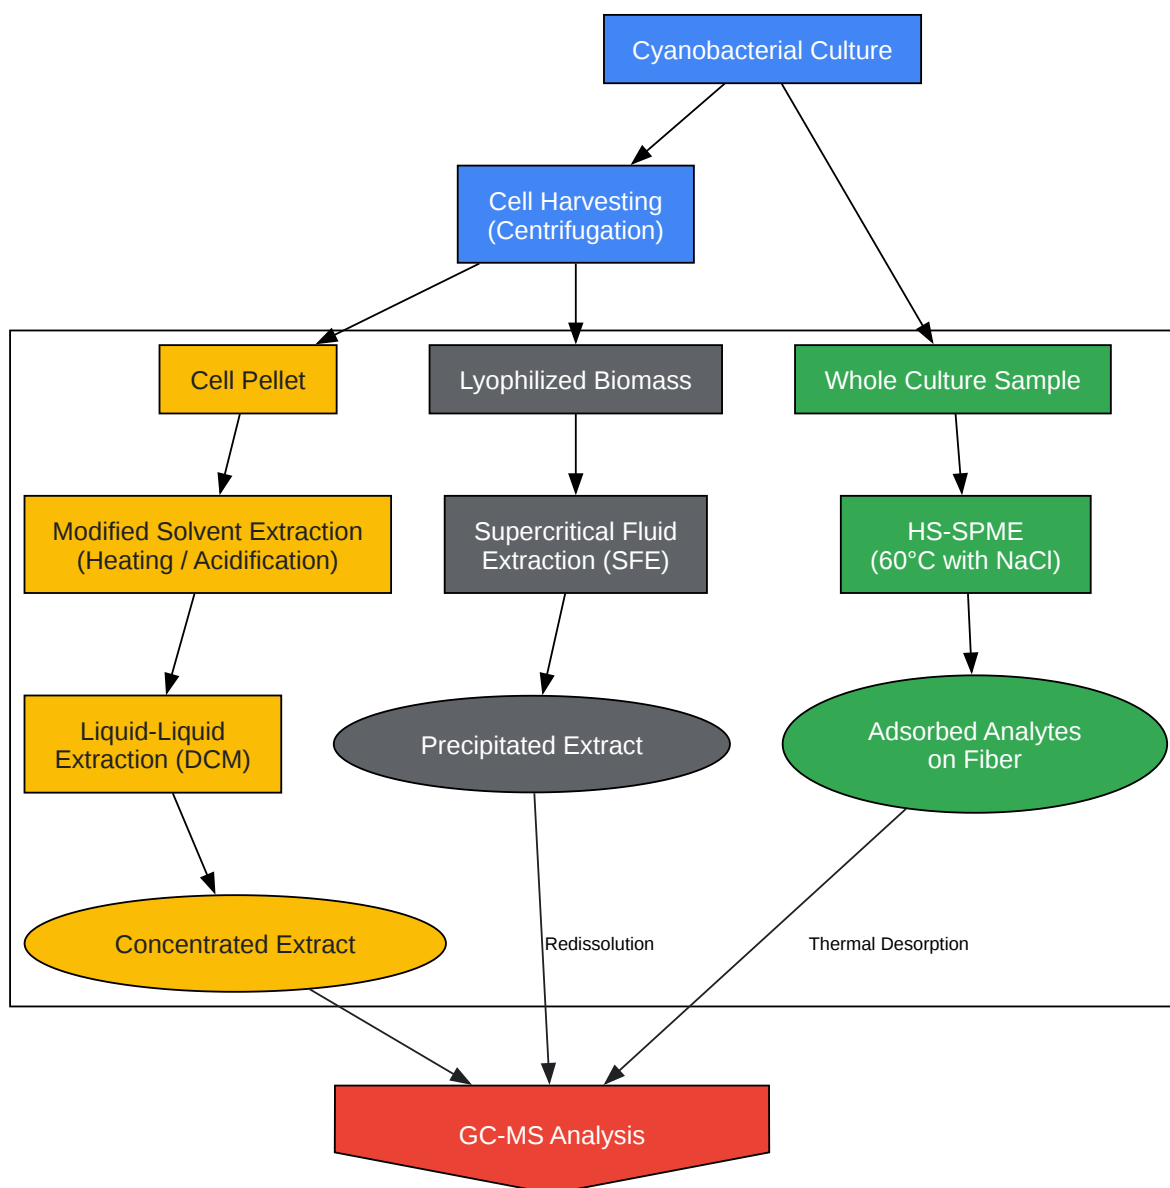 Cyanobacterial Culture
Cell Harvesting
(Centrifugation)
Cell Pellet
Lyophilized Biomass
Whole Culture Sample
Modified Solvent Extraction
(Heating / Acidification)
Supercritical Fluid
Extraction (SFE)
HS-SPME
(60°C with NaCl)
Liquid-Liquid
Extraction (DCM)
Precipitated Extract
Adsorbed Analytes
on Fiber
Concentrated Extract
Redissolution
Thermal Desorption
GC-MS Analysis